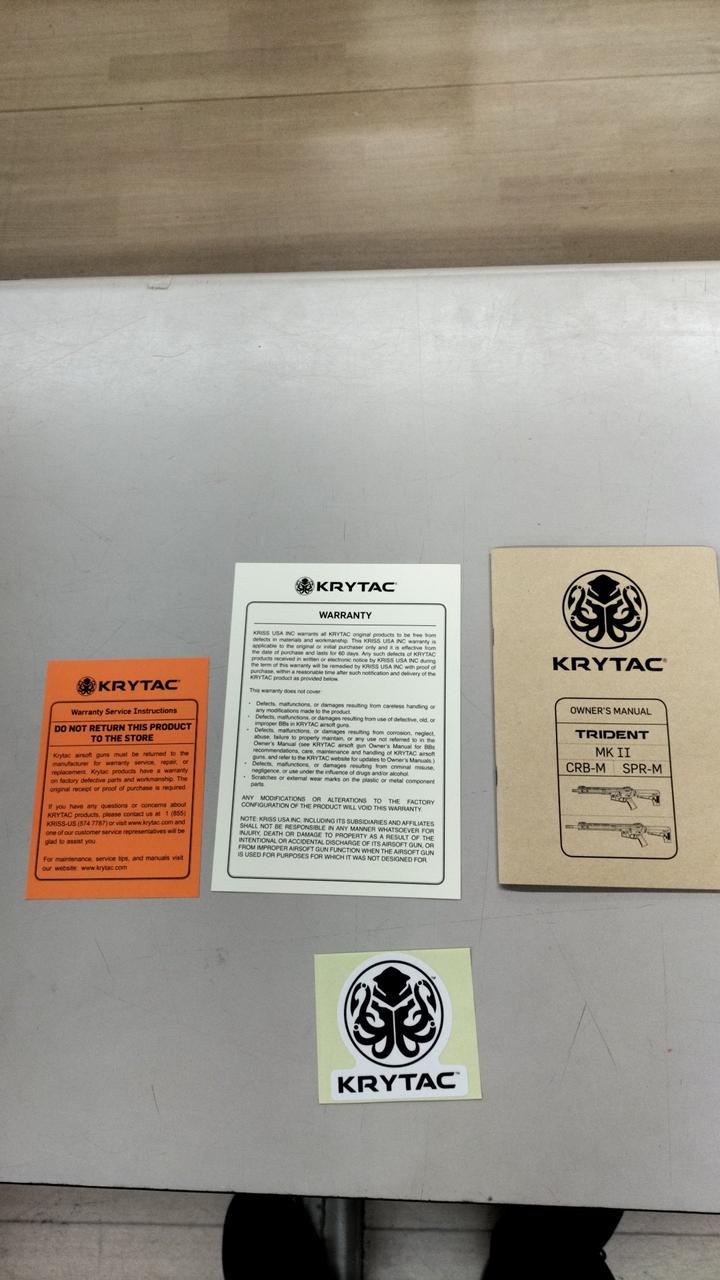 KRYTAC
Warranty Service Instructions
DO NOT RETURN THIS PRODUCT
TO THE STORE
Krytac airsoft guns must be returned to the
manufacturer for warranty service, repair, or
replacement. Krytac products have a warranty
on factory defective parts and workmanship. The
original receipt or proof of purchase is required.
If you have any questions or concerns about
KRYTAC products, please contact us at 1 (855)
KRISS-US (574 7787) or visit www.krytac.com and
one of our customer service representatives will be
glad to assist you
For maintenance, service tips, and manuals visit
our website: www.krytac.com
KRYTAC
WARRANTY
KRISS USA INC warrants all KRYTAC original products to be free from
defects in materials and workmanship. This KRISS USA INC warranty is
applicable to the original or initial purchaser only and it is effective from
the date of purchase and lasts for 60 days. Any such defects of KRYTAC
products received in written or electronic notice by KRISS USA INC during
the term of this warranty will be remedied by KRISS USA INC with proof of
purchase, within a reasonable time after such notification and delivery of the
KRYTAC product as provided below.
This warranty does not cover:
• Defects, malfunctions, or damages resulting from careless handling or
any modifications made to the product.
• Defects, malfunctions, or damages resulting from use of defective, old, or
improper BBs in KRYTAC airsoft guns.
• Defects, malfunctions, or damages resulting from corrosion, neglect,
abuse, failure to properly maintain, or any use not referred to in the
Owner's Manual (see KRYTAC airsoft gun Owner's Manual for BBs
recommendations, care, maintenance and handling of KRYTAC airsoft
guns, and refer to the KRYTAC website for updates to Owner's Manuals.)
• Defects, malfunctions, or damages resulting from criminal misuse,
negligence, or use under the influence of drugs and/or alcohol.
• Scratches or external wear marks on the plastic or metal component
parts.
ANY MODIFICATIONS OR ALTERATIONS TO THE FACTORY
CONFIGURATION OF THE PRODUCT WILL VOID THIS WARRANTY
NOTE: KRISS USA INC, INCLUDING ITS SUBSIDIARIES AND AFFILIATES
SHALL NOT BE RESPONSIBLE IN ANY MANNER WHATSOEVER FOR
INJURY, DEATH OR DAMAGE TO PROPERTY AS A RESULT OF THE
INTENTIONAL OR ACCIDENTAL DISCHARGE OF ITS AIRSOFT GUN, OR
FROM IMPROPER AIRSOFT GUN FUNCTION WHEN THE AIRSOFT GUN
IS USED FOR PURPOSES FOR WHICH IT WAS NOT DESIGNED FOR.
KRYTAC®
OWNER'S MANUAL
TRIDENT
MK II
CRB-M SPR-M
KRYTAC™